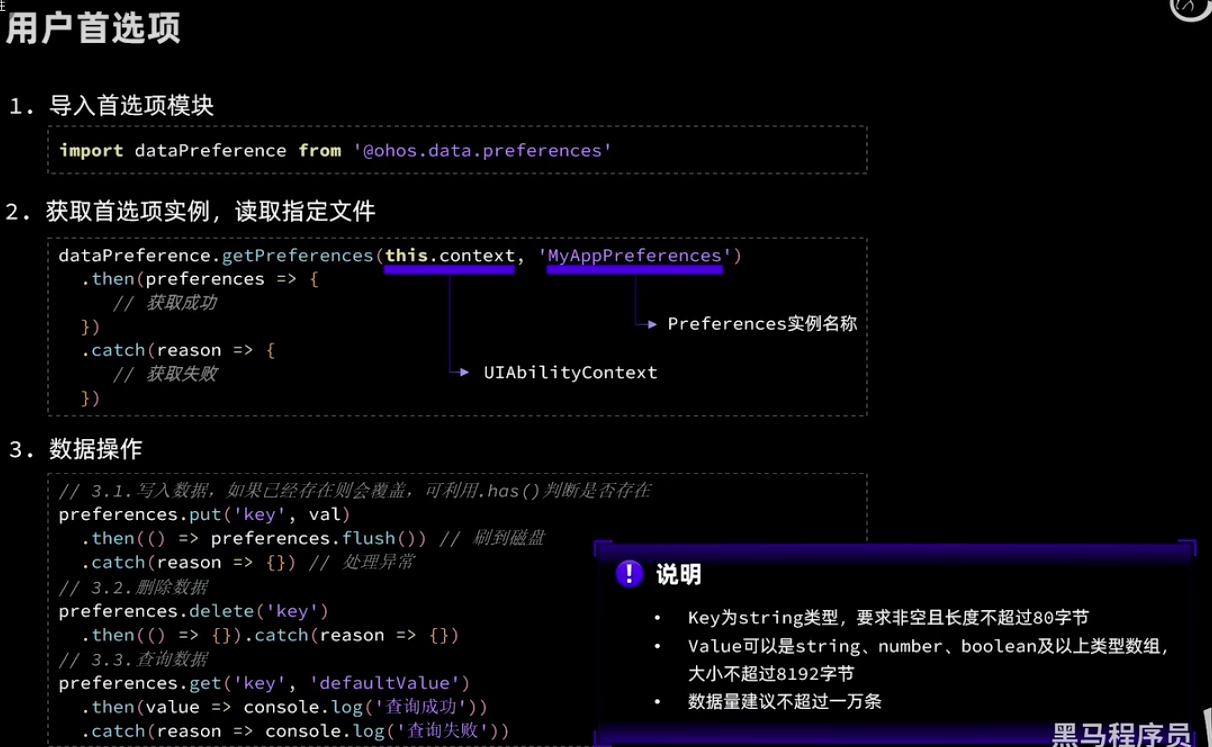 用户首选项
1. 导入首选项模块
import dataPreference from '@ohos.data.preferences'
2. 获取首选项实例，读取指定文件
dataPreference.getPreferences(this.context, 'MyAppPreferences')
.then(preferences => {
// 获取成功
})
.catch(reason => {
// 获取失败
})
Preferences实例名称
UIAbilityContext
3. 数据操作
// 3.1.写入数据，如果已经存在则会覆盖，可利用.has()判断是否存在
preferences.put('key', val)
.then(() => preferences.flush()) // 刷到磁盘
.catch(reason => {}) // 处理异常
// 3.2.删除数据
preferences.delete('key')
.then(() => {}).catch(reason => {})
// 3.3.查询数据
preferences.get('key', 'defaultValue')
.then(value => console.log('查询成功'))
.catch(reason => console.log('查询失败'))
! 说明
• Key为string类型，要求非空且长度不超过80字节
• Value可以是string、number、boolean及以上类型数组，
大小不超过8192字节
• 数据量建议不超过一万条
黑马程序员